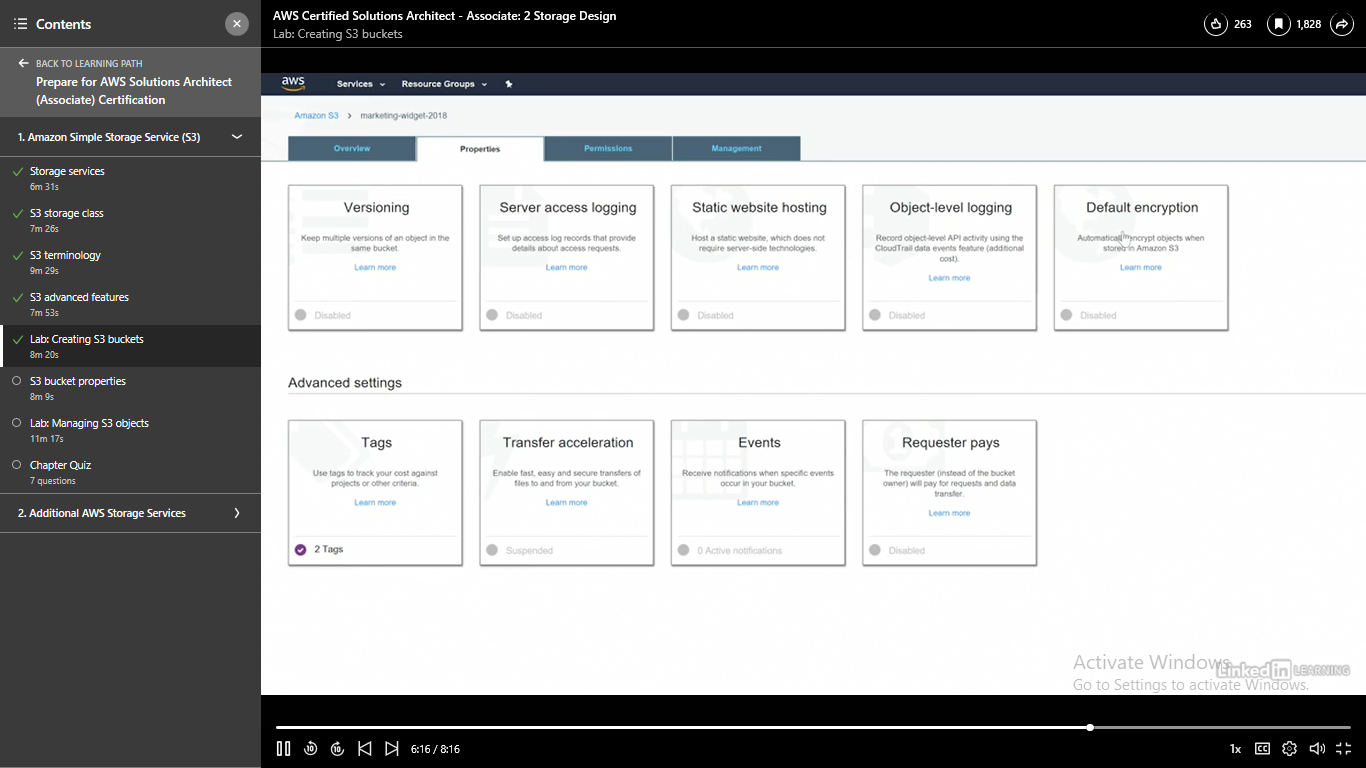 Contents
BACK TO LEARNING PATH
Prepare for AWS Solutions Architect
(Associate) Certification
1. Amazon Simple Storage Service (S3)
Storage services
6m 31s
S3 storage class
7m 26s
S3 terminology
9m 29s
S3 advanced features
7m 53s
Lab: Creating S3 buckets
8m 20s
S3 bucket properties
8m 9s
Lab: Managing S3 objects
11m 17s
Chapter Quiz
7 questions
2. Additional AWS Storage Services
AWS Certified Solutions Architect - Associate: 2 Storage Design
Lab: Creating S3 buckets
263
1,828
aws
Services
Resource Groups
Amazon S3 > marketing-widget-2018
Overview
Properties
Permissions
Management
Versioning
Keep multiple versions of an object in the
same bucket.
Learn more
Disabled
Server access logging
Set up access log records that provide
details about access requests.
Learn more
Disabled
Static website hosting
Host a static website, which does not
require server-side technologies.
Learn more
Disabled
Object-level logging
Record object-level API activity using the
CloudTrail data events feature (additional
cost).
Learn more
Disabled
Default encryption
Automatically encrypt objects when
stored in Amazon S3
Learn more
Disabled
Advanced settings
Tags
Use tags to track your cost against
projects or other criteria.
Learn more
2 Tags
Transfer acceleration
Enable fast, easy and secure transfers of
files to and from your bucket.
Learn more
Suspended
Events
Receive notifications when specific events
occur in your bucket.
Learn more
0 Active notifications
Requester pays
The requester (instead of the bucket
owner) will pay for requests and data
transfer.
Learn more
Disabled
Activate Windows
Go to Settings to activate Windows.
Linkedin LEARNING
10
10
6:16 / 8:16
1x
CC